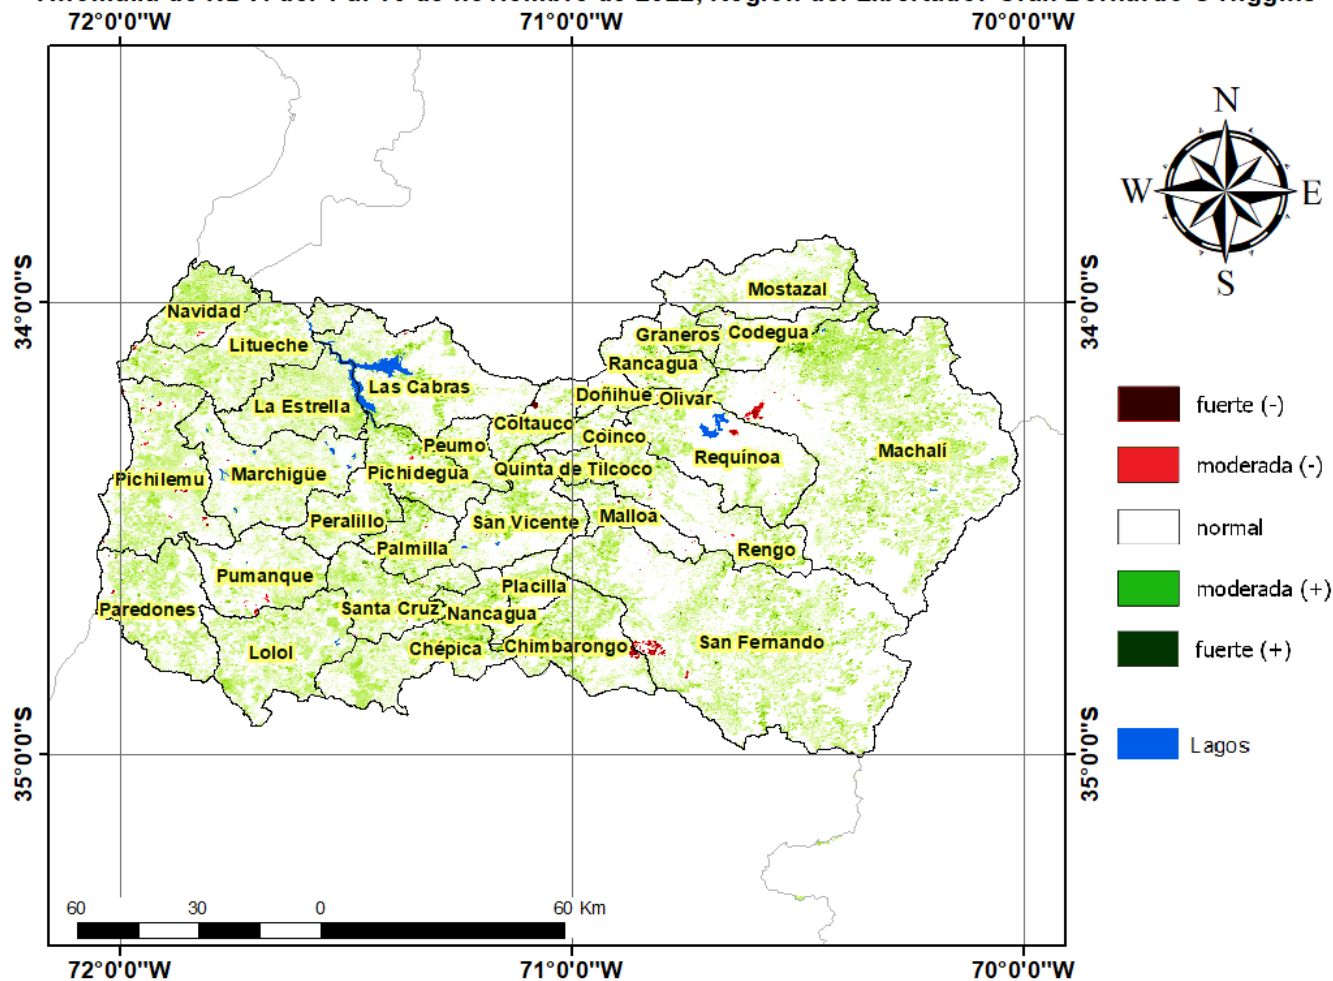 72°0'0"W 71°0'0"W 70°0'0"W
N
W E
S
34°0'0"S 34°0'0"S
Mostazal
Navidad
Graneros Codegua
Litueche
Rancagua
Las Cabras
Doñihue Olivar
La Estrella
Coltauco
Coinco
Peumo
Machalí
Requínoa
Pichilemu Marchigüe Pichidegua Quinta de Tilcoco
Peralillo San Vicente Malloa
Palmilla Rengo
Pumanque
Placilla
Paredones Santa Cruz Nancagua
Lolol Chépica Chimbarongo San Fernando
fuerte (-)
moderada (-)
normal
moderada (+)
fuerte (+)
Lagos
35°0'0"S 35°0'0"S
60 30 0 60 Km
72°0'0"W 71°0'0"W 70°0'0"W